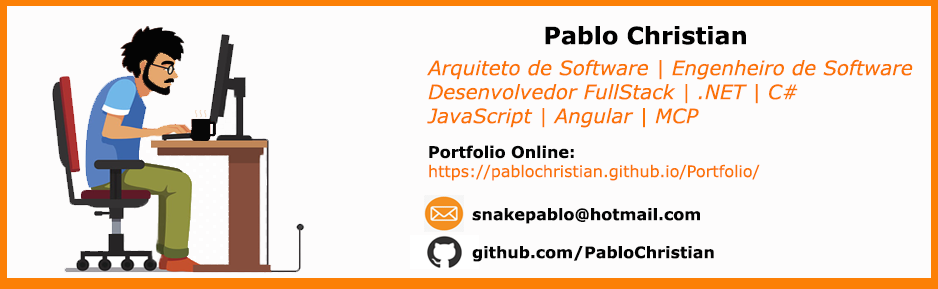 Pablo Christian
Arquiteto de Software | Engenheiro de Software
Desenvolvedor FullStack | .NET | C#
JavaScript | Angular | MCP
Portfolio Online:
https://pablochristian.github.io/Portfolio/
snakepablo@hotmail.com
github.com/PabloChristian